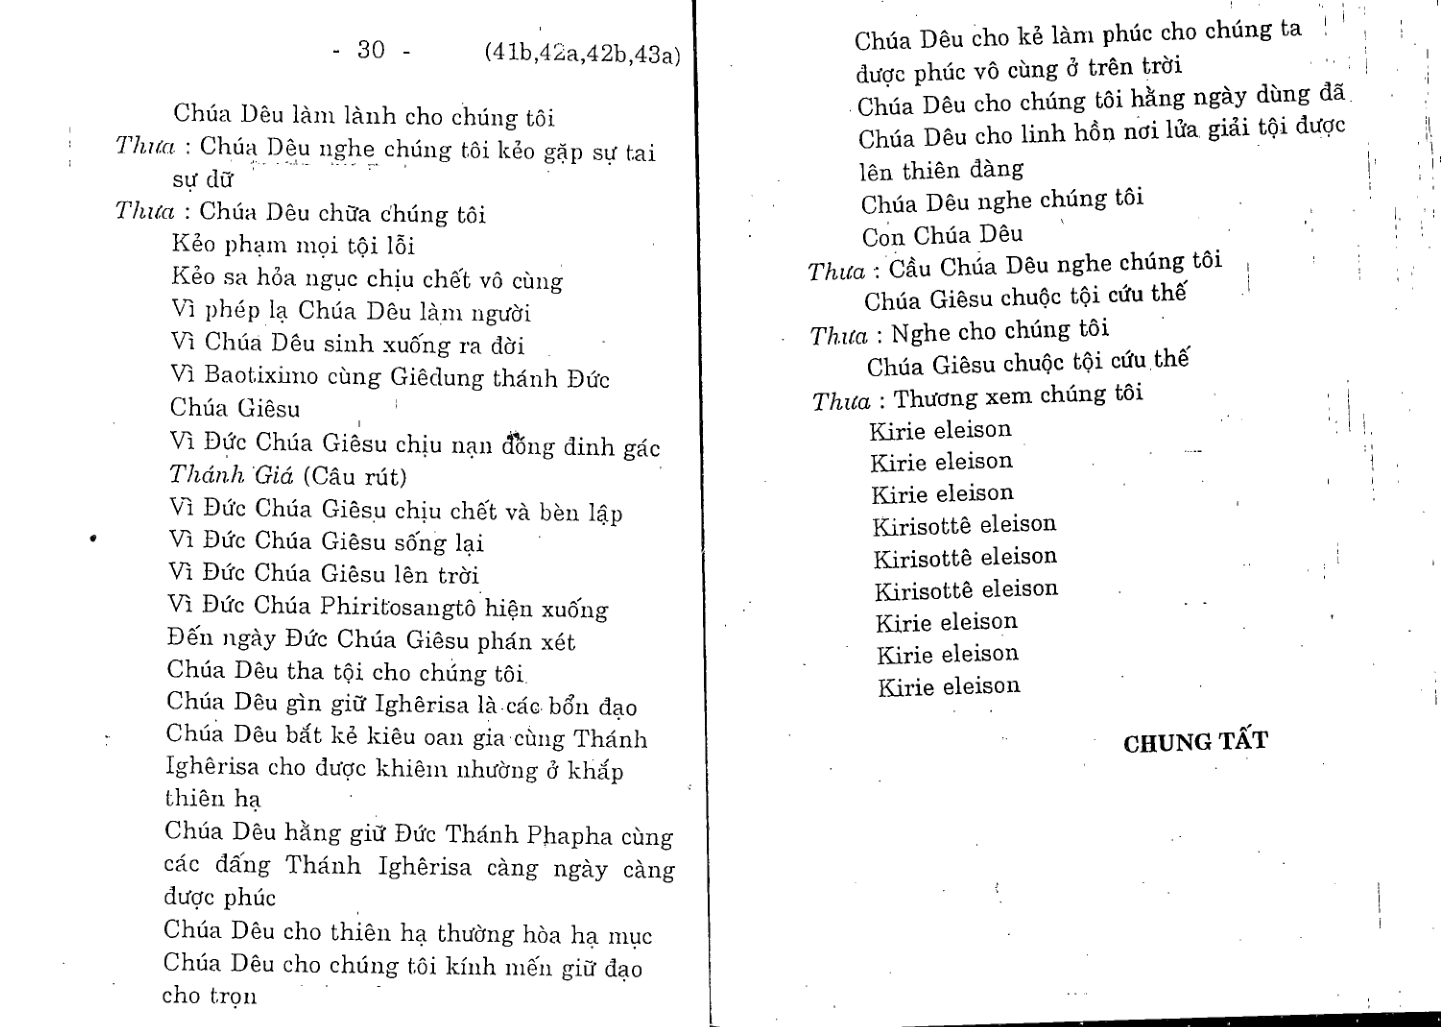 - 30 - (41b,42a,42b,43a)
Chúa Dêu làm lành cho chúng tôi
Thưa : Chúa Dêu nghe chúng tôi kẻo gặp sự tai
sự dữ
Thưa : Chúa Dêu chữa chúng tôi
Kẻo phạm mọi tội lỗi
Kẻo sa hỏa ngục chịu chết vô cùng
Vì phép lạ Chúa Dêu làm người
Vì Chúa Dêu sinh xuống ra đời
Vì Baotiximo cùng Giêdung thánh Đức
Chúa Giêsu
Vì Đức Chúa Giêsu chịu nạn đóng đinh gác
Thánh Giá (Câu rút)
Vì Đức Chúa Giêsu chịu chết và bèn lập
Vì Đức Chúa Giêsu sống lại
Vì Đức Chúa Giêsu lên trời
Vì Đức Chúa Phiritosangtô hiện xuống
Đến ngày Đức Chúa Giêsu phán xét
Chúa Dêu tha tội cho chúng tôi
Chúa Dêu gìn giữ Ighêrisa là các bổn đạo
Chúa Dêu bắt kẻ kiêu oan gia cùng Thánh
Ighêrisa cho được khiêm nhường ở khắp
thiên hạ
Chúa Dêu hằng giữ Đức Thánh Phapha cùng
các đấng Thánh Ighêrisa càng ngày càng
được phúc
Chúa Dêu cho thiên hạ thường hòa hạ mục
Chúa Dêu cho chúng tôi kính mến giữ đạo
cho trọn
Chúa Dêu cho kẻ làm phúc cho chúng ta
được phúc vô cùng ở trên trời
Chúa Dêu cho chúng tôi hằng ngày dùng đã
Chúa Dêu cho linh hồn nơi lửa giải tội được
lên thiên đàng
Chúa Dêu nghe chúng tôi
Con Chúa Dêu
Thưa : Cầu Chúa Dêu nghe chúng tôi
Chúa Giêsu chuộc tội cứu thế
Thưa : Nghe cho chúng tôi
Chúa Giêsu chuộc tội cứu thế
Thưa : Thương xem chúng tôi
Kirie eleison
Kirie eleison
Kirie eleison
Kirisottê eleison
Kirisottê eleison
Kirisottê eleison
Kirie eleison
Kirie eleison
Kirie eleison
CHUNG TẤT